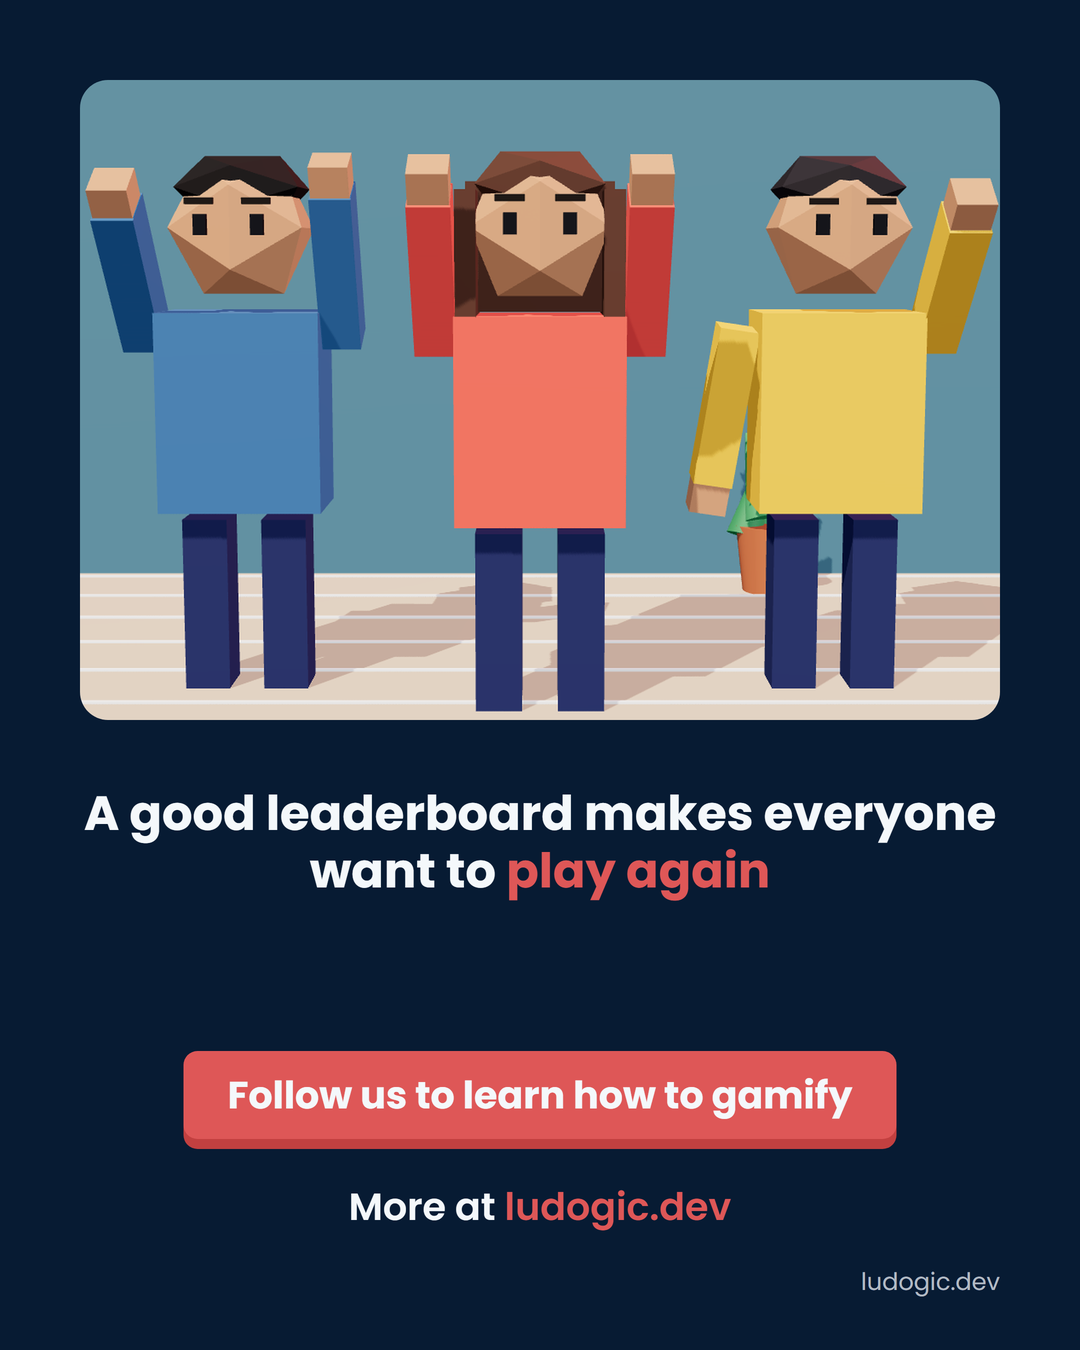 A good leaderboard makes everyone
want to play again
Follow us to learn how to gamify
More at ludogic.dev
ludogic.dev